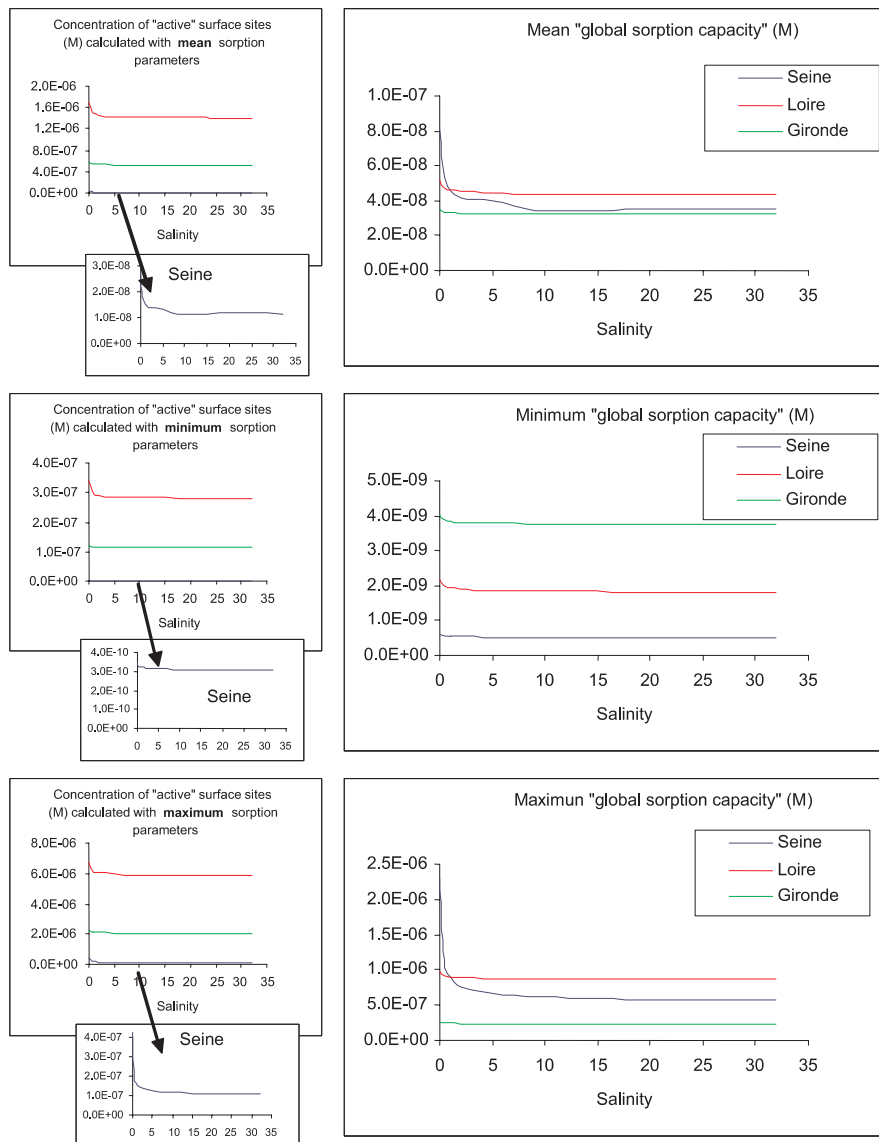 Concentration of "active" surface sites
(M) calculated with mean sorption
parameters
2.0E-06
1.6E-06
1.2E-06
8.0E-07
4.0E-07
0.0E+00
0 5 10 15 20 25 30 35
Salinity
Seine
3.0E-08
2.0E-08
1.0E-08
0.0E+00
0 5 10 15 20 25 30 35
Mean "global sorption capacity" (M)
Seine
Loire
Gironde
1.0E-07
8.0E-08
6.0E-08
4.0E-08
2.0E-08
0.0E+00
0 5 10 15 20 25 30 35
Salinity
Concentration of "active" surface sites
(M) calculated with minimum sorption
parameters
4.0E-07
3.0E-07
2.0E-07
1.0E-07
0.0E+00
0 5 10 15 20 25 30 35
Salinity
4.0E-10
3.0E-10
2.0E-10
1.0E-10
0.0E+00
Seine
0 5 10 15 20 25 30 35
Minimum "global sorption capacity" (M)
Seine
Loire
Gironde
5.0E-09
4.0E-09
3.0E-09
2.0E-09
1.0E-09
0.0E+00
0 5 10 15 20 25 30 35
Salinity
Concentration of "active" surface sites
(M) calculated with maximum sorption
parameters
8.0E-06
6.0E-06
4.0E-06
2.0E-06
0.0E+00
0 5 10 15 20 25 30 35
Salinity
Seine
4.0E-07
3.0E-07
2.0E-07
1.0E-07
0.0E+00
0 5 10 15 20 25 30 35
Maximun "global sorption capacity" (M)
Seine
Loire
Gironde
2.5E-06
2.0E-06
1.5E-06
1.0E-06
5.0E-07
0.0E+00
0 5 10 15 20 25 30 35
Salinity